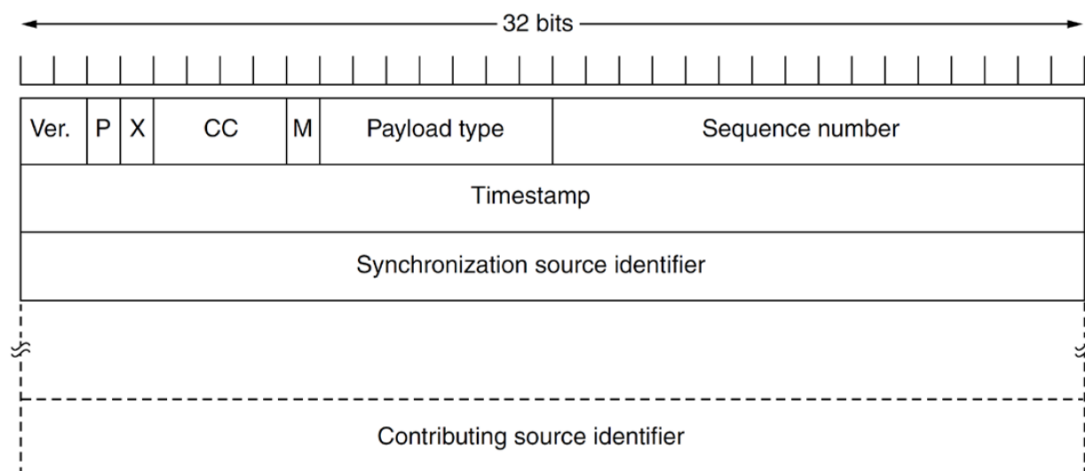 32 bits
Ver. P X CC M Payload type Sequence number
Timestamp
Synchronization source identifier
Contributing source identifier